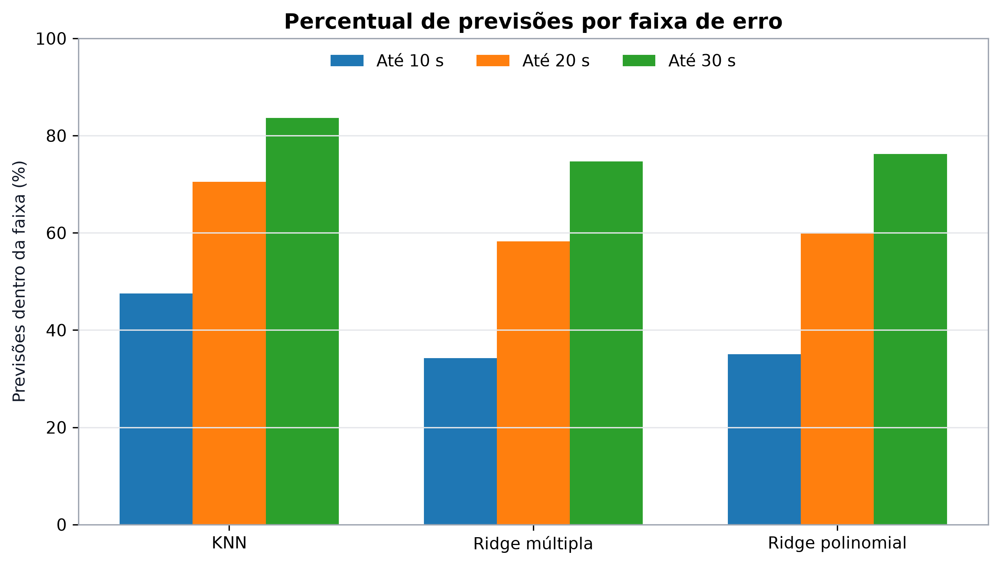 Percentual de previsões por faixa de erro
Até 10 s
Até 20 s
Até 30 s
Previsões dentro da faixa (%)
100
80
60
40
20
0
KNN
Ridge múltipla
Ridge polinomial